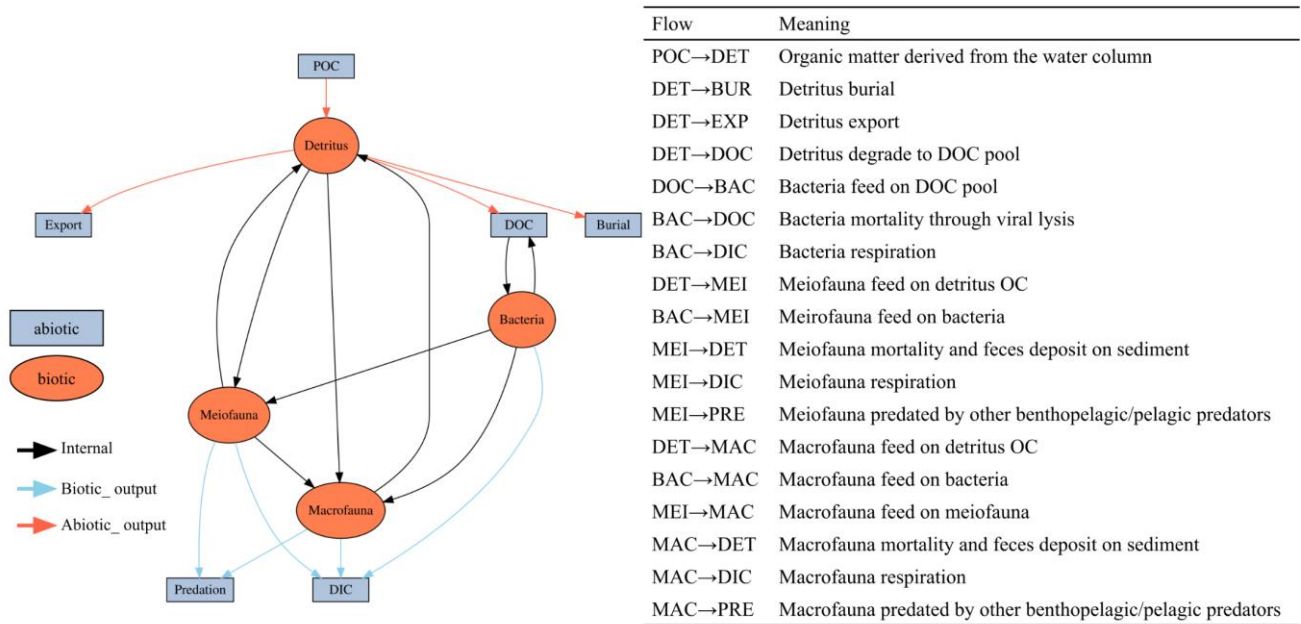 POC
Detritus
Export
DOC
Burial
abiotic
Bacteria
biotic
Meiofauna
Internal
Biotic_ output
Macrofauna
Abiotic_ output
Predation
DIC
Flow Meaning
POC→DET Organic matter derived from the water column
DET→BUR Detritus burial
DET→EXP Detritus export
DET→DOC Detritus degrade to DOC pool
DOC→BAC Bacteria feed on DOC pool
BAC→DOC Bacteria mortality through viral lysis
BAC→DIC Bacteria respiration
DET→MEI Meiofauna feed on detritus OC
BAC→MEI Meirofauna feed on bacteria
MEI→DET Meiofauna mortality and feces deposit on sediment
MEI→DIC Meiofauna respiration
MEI→PRE Meiofauna predated by other benthopelagic/pelagic predators
DET→MAC Macrofauna feed on detritus OC
BAC→MAC Macrofauna feed on bacteria
MEI→MAC Macrofauna feed on meiofauna
MAC→DET Macrofauna mortality and feces deposit on sediment
MAC→DIC Macrofauna respiration
MAC→PRE Macrofauna predated by other benthopelagic/pelagic predators